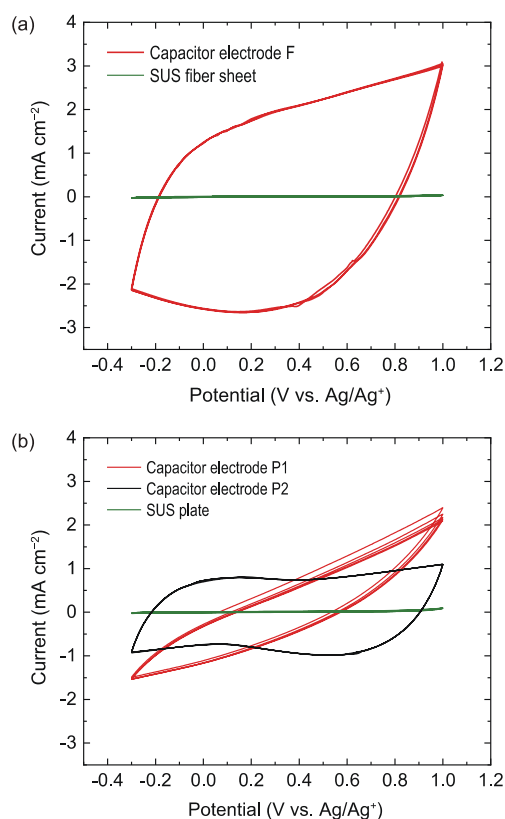 (a)
Capacitor electrode F
SUS fiber sheet
Current (mA cm⁻²)
4
3
2
1
0
-1
-2
-3
-0.4 -0.2 0.0 0.2 0.4 0.6 0.8 1.0 1.2
Potential (V vs. Ag/Ag⁺)
(b)
Capacitor electrode P1
Capacitor electrode P2
SUS plate
Current (mA cm⁻²)
4
3
2
1
0
-1
-2
-3
-0.4 -0.2 0.0 0.2 0.4 0.6 0.8 1.0 1.2
Potential (V vs. Ag/Ag⁺)